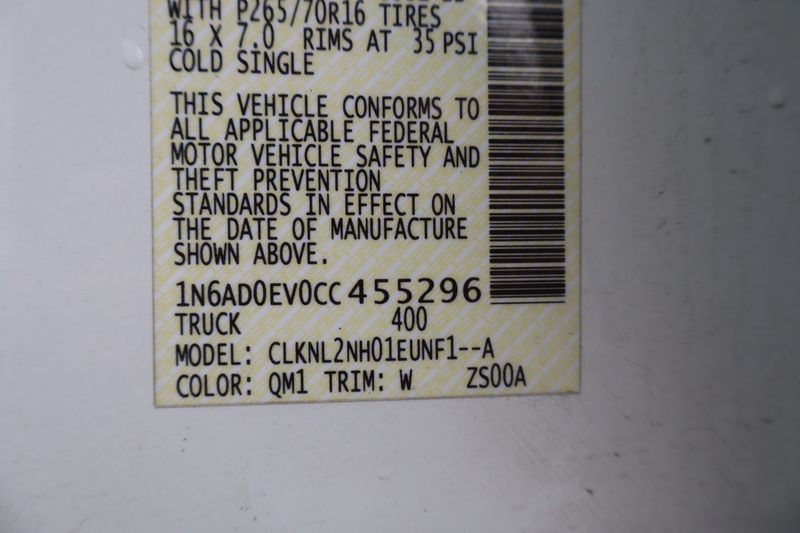 WITH P265/70R16 TIRES
16 X 7.0 RIMS AT 35 PSI
COLD SINGLE
THIS VEHICLE CONFORMS TO
ALL APPLICABLE FEDERAL
MOTOR VEHICLE SAFETY AND
THEFT PREVENTION
STANDARDS IN EFFECT ON
THE DATE OF MANUFACTURE
SHOWN ABOVE.
1N6AD0EV0CC455296
TRUCK 400
MODEL: CLKNL2NH01EUNF1--A
COLOR: QM1 TRIM: W ZS00A